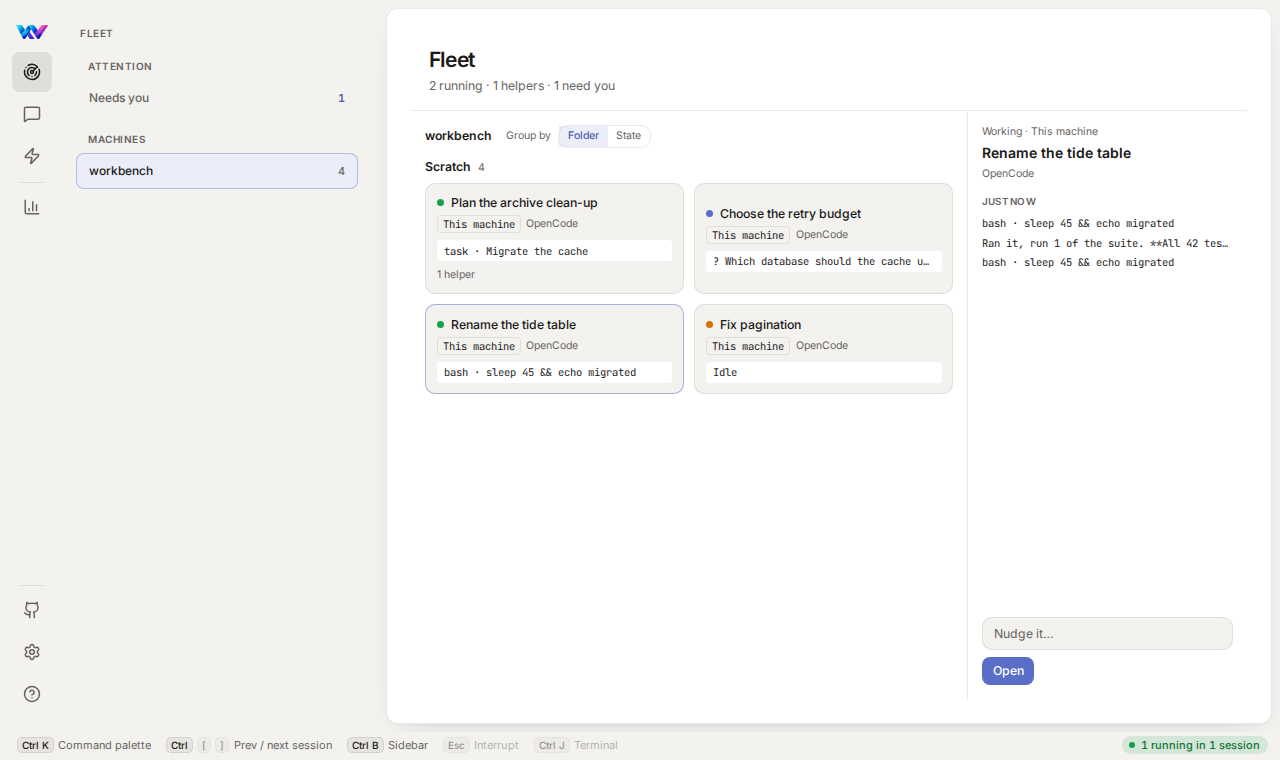 FLEET
ATTENTION
Needs you 1
MACHINES
workbench 4
Fleet
2 running · 1 helpers · 1 need you
workbench Group by Folder State
Scratch 4
Plan the archive clean-up
This machine OpenCode
task · Migrate the cache
1 helper
Choose the retry budget
This machine OpenCode
? Which database should the cache u…
Rename the tide table
This machine OpenCode
bash · sleep 45 && echo migrated
Fix pagination
This machine OpenCode
Idle
Working · This machine
Rename the tide table
OpenCode
JUST NOW
bash · sleep 45 && echo migrated
Ran it, run 1 of the suite. **All 42 tes…
bash · sleep 45 && echo migrated
Nudge it…
Open
Ctrl K Command palette Ctrl [ ] Prev / next session Ctrl B Sidebar Esc Interrupt Ctrl J Terminal 1 running in 1 session